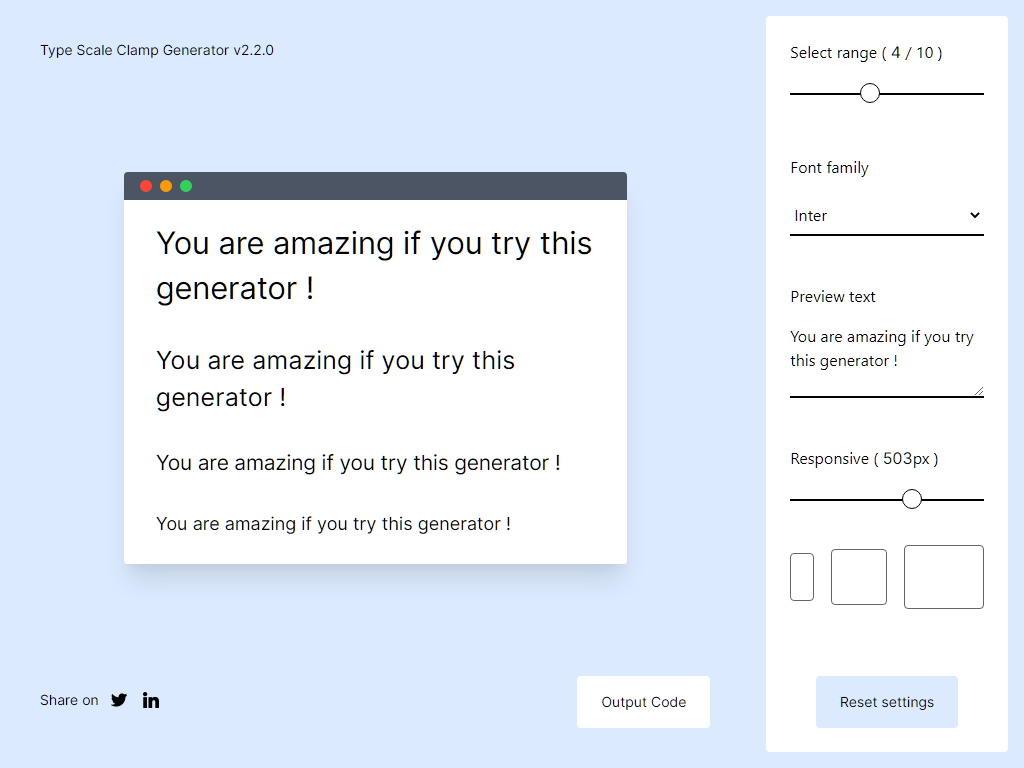 Type Scale Clamp Generator v2.2.0
You are amazing if you try this
generator !
You are amazing if you try this
generator !
You are amazing if you try this generator !
You are amazing if you try this generator !
Share on
Output Code
Select range ( 4 / 10 )
Font family
Inter
Preview text
You are amazing if you try
this generator !
Responsive ( 503px )
Reset settings